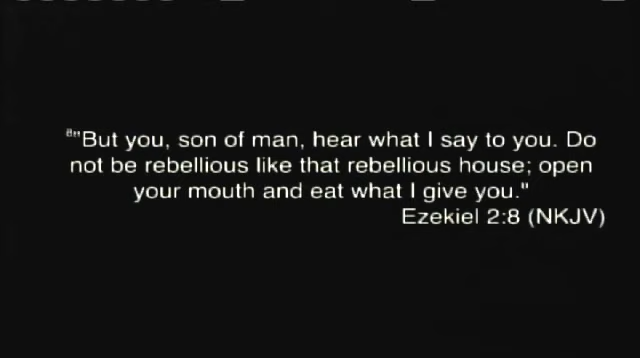 ⁸"But you, son of man, hear what I say to you. Do
not be rebellious like that rebellious house; open
your mouth and eat what I give you."
Ezekiel 2:8 (NKJV)